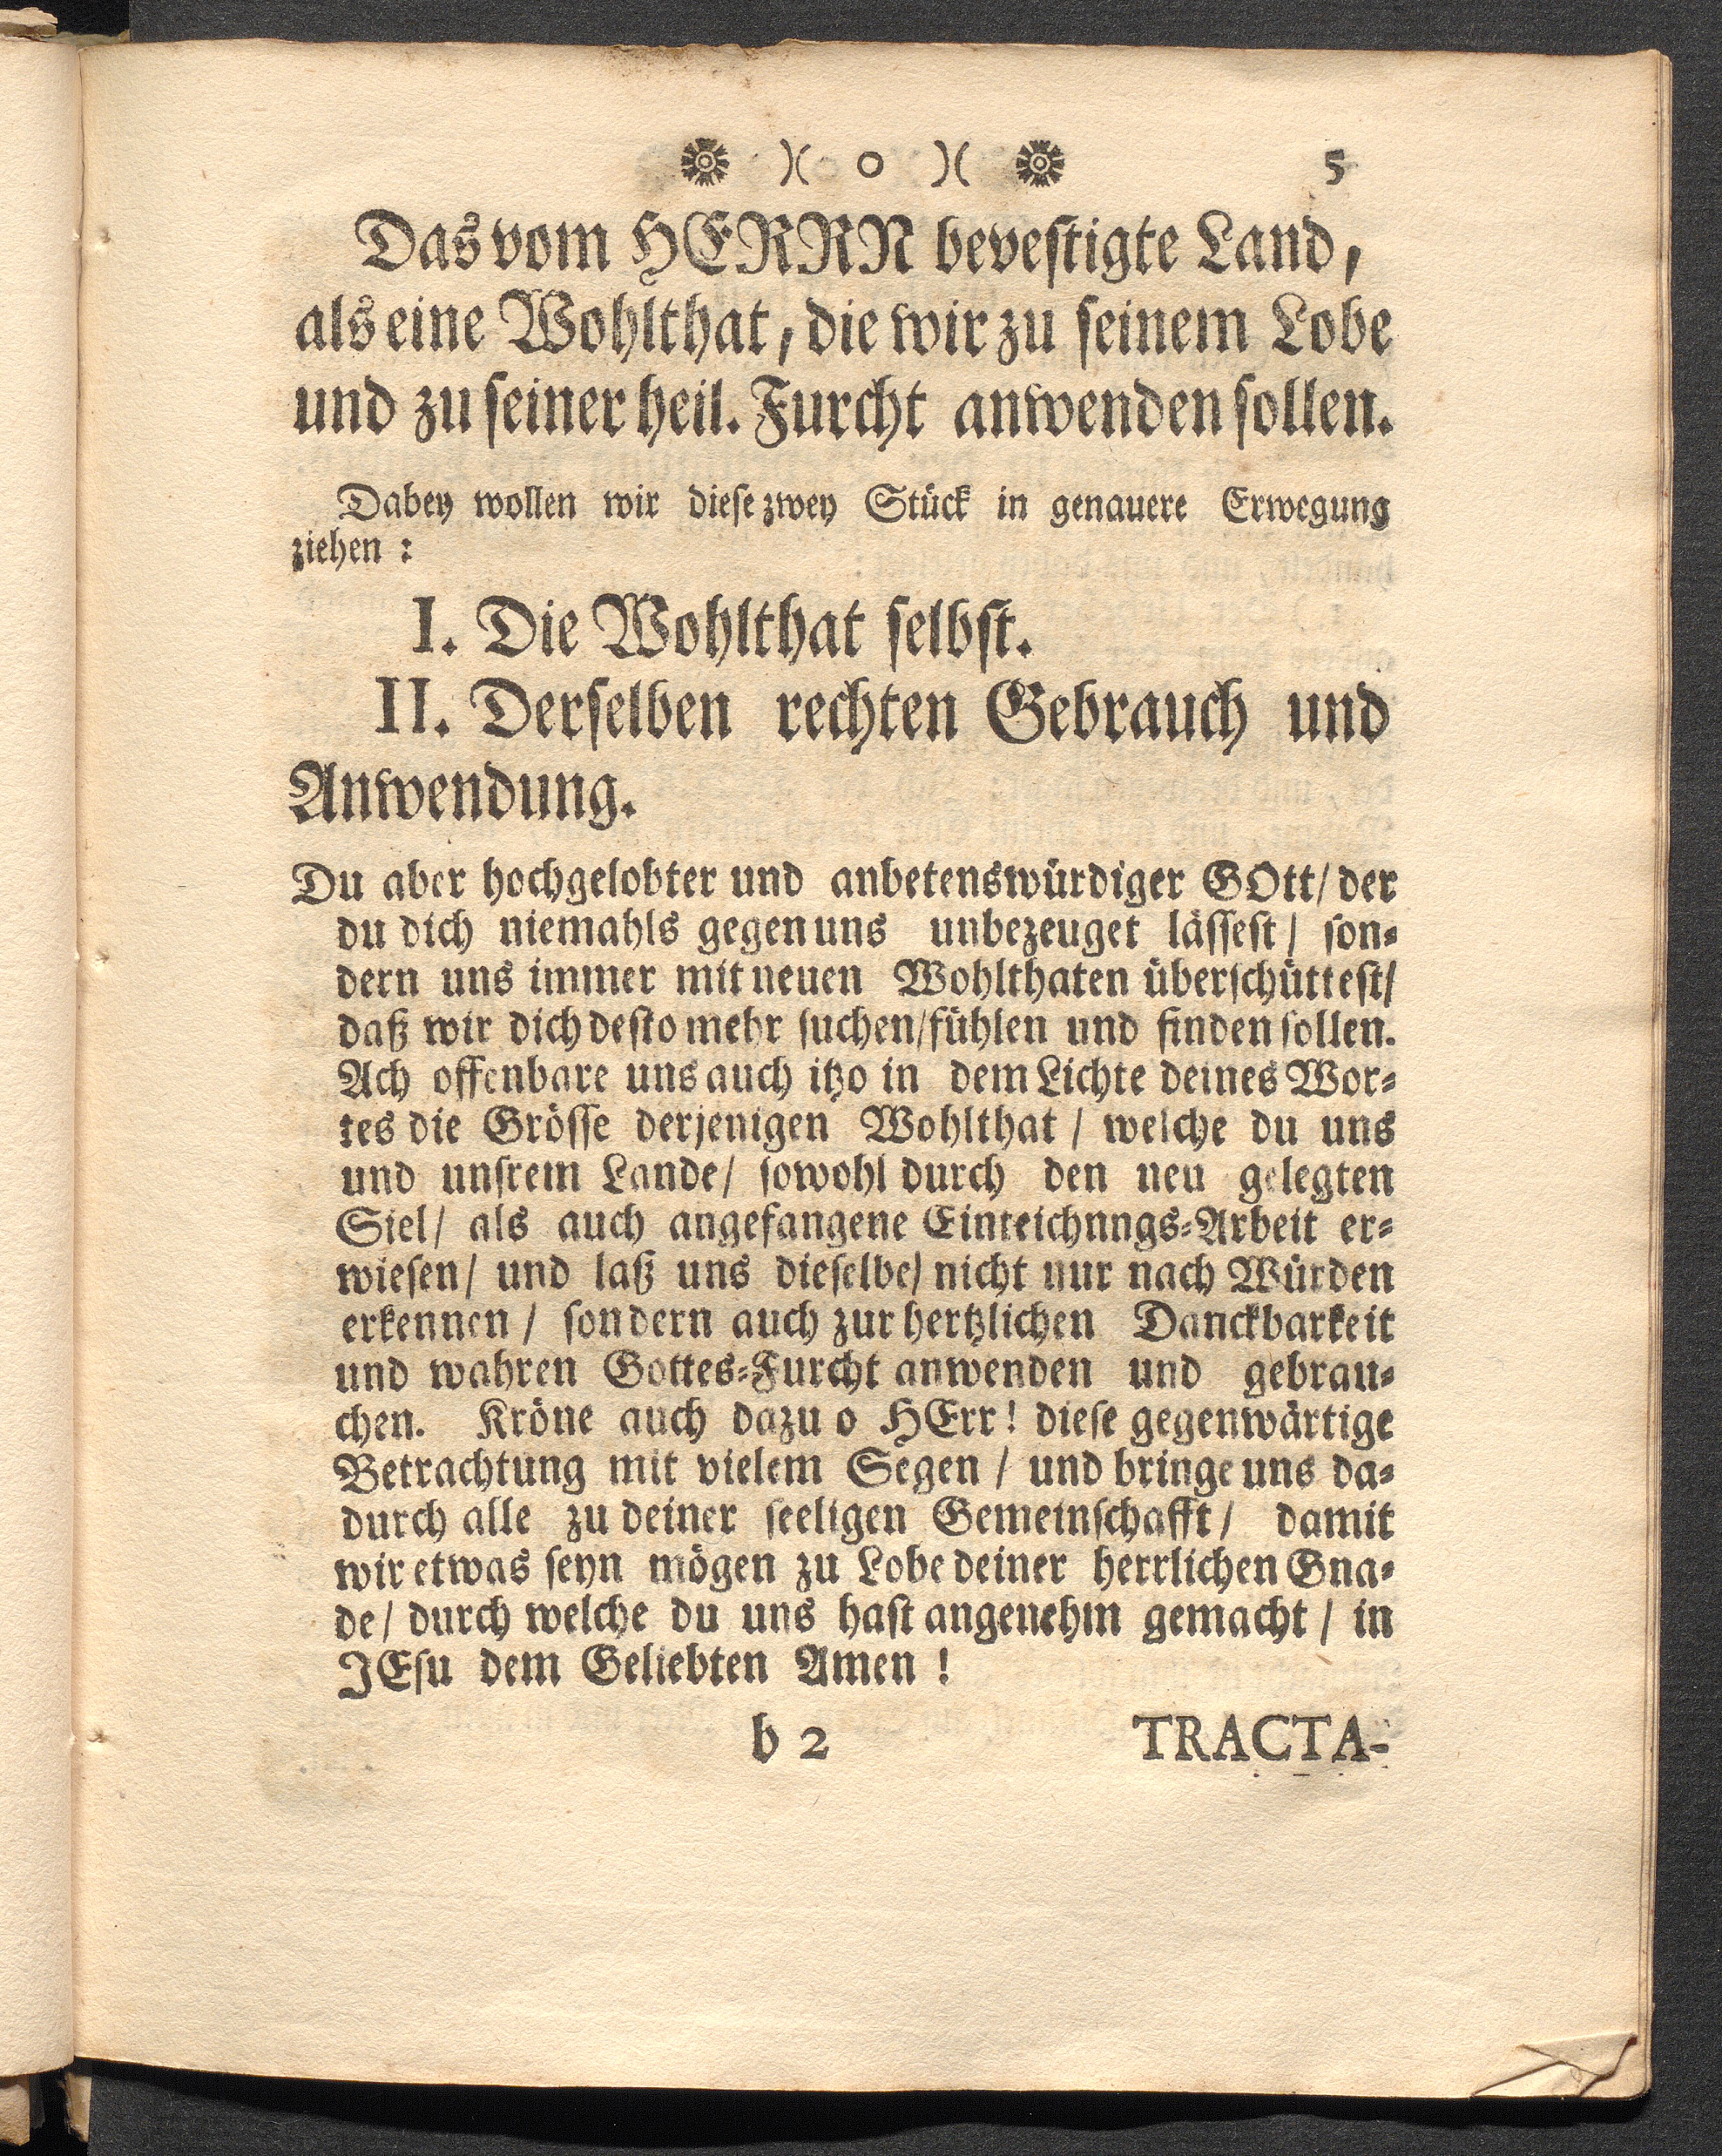 )( o )( 5
Das vom HERRN bevestigte Land,
als eine Wohlthat, die wir zu seinem Lobe
und zu seiner heil. Furcht anwenden sollen.
Dabey wollen wir diese zwey Stück in genauere Erwegung
ziehen :
I. Die Wohlthat selbst.
II. Derselben rechten Gebrauch und
Anwendung.
Du aber hochgelobter und anbetenswürdiger GOtt/ der
du dich niemahls gegen uns unbezeuget lässest/ son-
dern uns immer mit neuen Wohlthaten überschüttest/
daß wir dich desto mehr suchen/ fühlen und finden sollen.
Ach offenbare uns auch itzo in dem Lichte deines Wor-
tes die Grösse derjenigen Wohlthat / welche du uns
und unsrem Lande/ sowohl durch den neu gelegten
Siel/ als auch angefangene Einteichnngs-Arbeit er-
wiesen/ und laß uns dieselbe/ nicht nur nach Würden
erkennen / sondern auch zur hertzlichen Danckbarkeit
und wahren Gottes-Furcht anwenden und gebrau-
chen. Kröne auch dazu o HErr! diese gegenwärtige
Betrachtung mit vielem Segen / und bringe uns da-
durch alle zu deiner seeligen Gemeinschafft/ damit
wir etwas seyn mögen zu Lobe deiner herrlichen Gna-
de/ durch welche du uns hast angenehm gemacht / in
JEsu dem Geliebten Amen !
b 2 TRACTA-